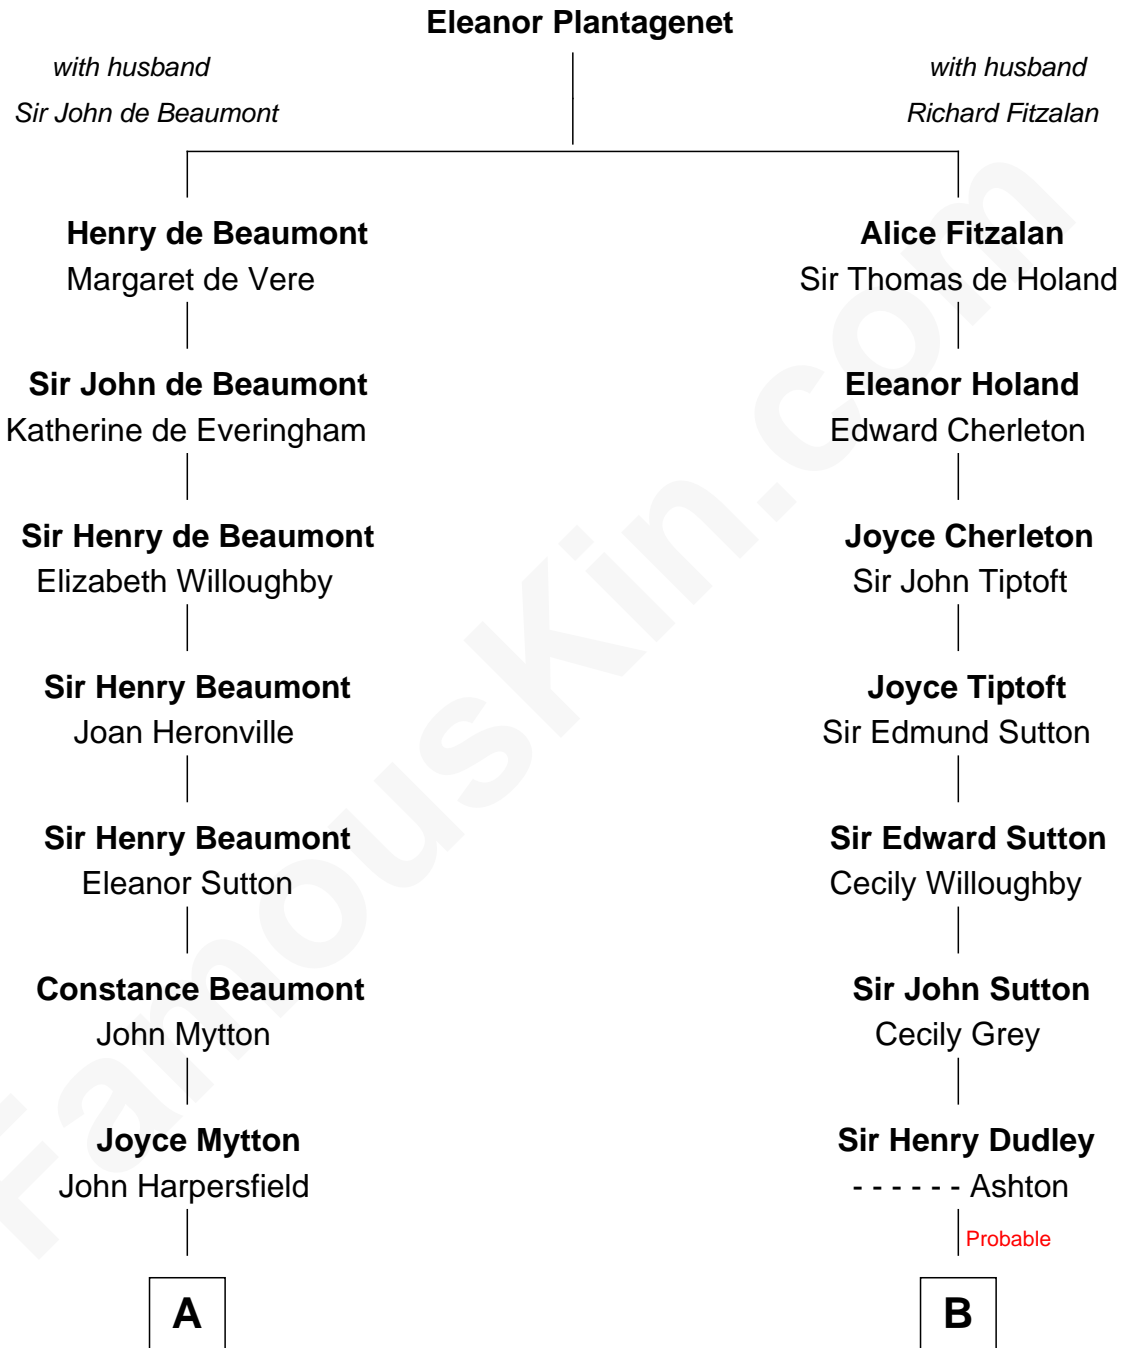 Eleanor Plantagenet
with husband
Sir John de Beaumont
with husband
Richard Fitzalan
Henry de Beaumont
Margaret de Vere
Alice Fitzalan
Sir Thomas de Holand
Sir John de Beaumont
Katherine de Everingham
Eleanor Holand
Edward Cherleton
Sir Henry de Beaumont
Elizabeth Willoughby
Joyce Cherleton
Sir John Tiptoft
Sir Henry Beaumont
Joan Heronville
Joyce Tiptoft
Sir Edmund Sutton
Sir Henry Beaumont
Eleanor Sutton
Sir Edward Sutton
Cecily Willoughby
Constance Beaumont
John Mytton
Sir John Sutton
Cecily Grey
Joyce Mytton
John Harpersfield
Sir Henry Dudley
- - - - - - Ashton
Probable
A
B
FamousKin.com